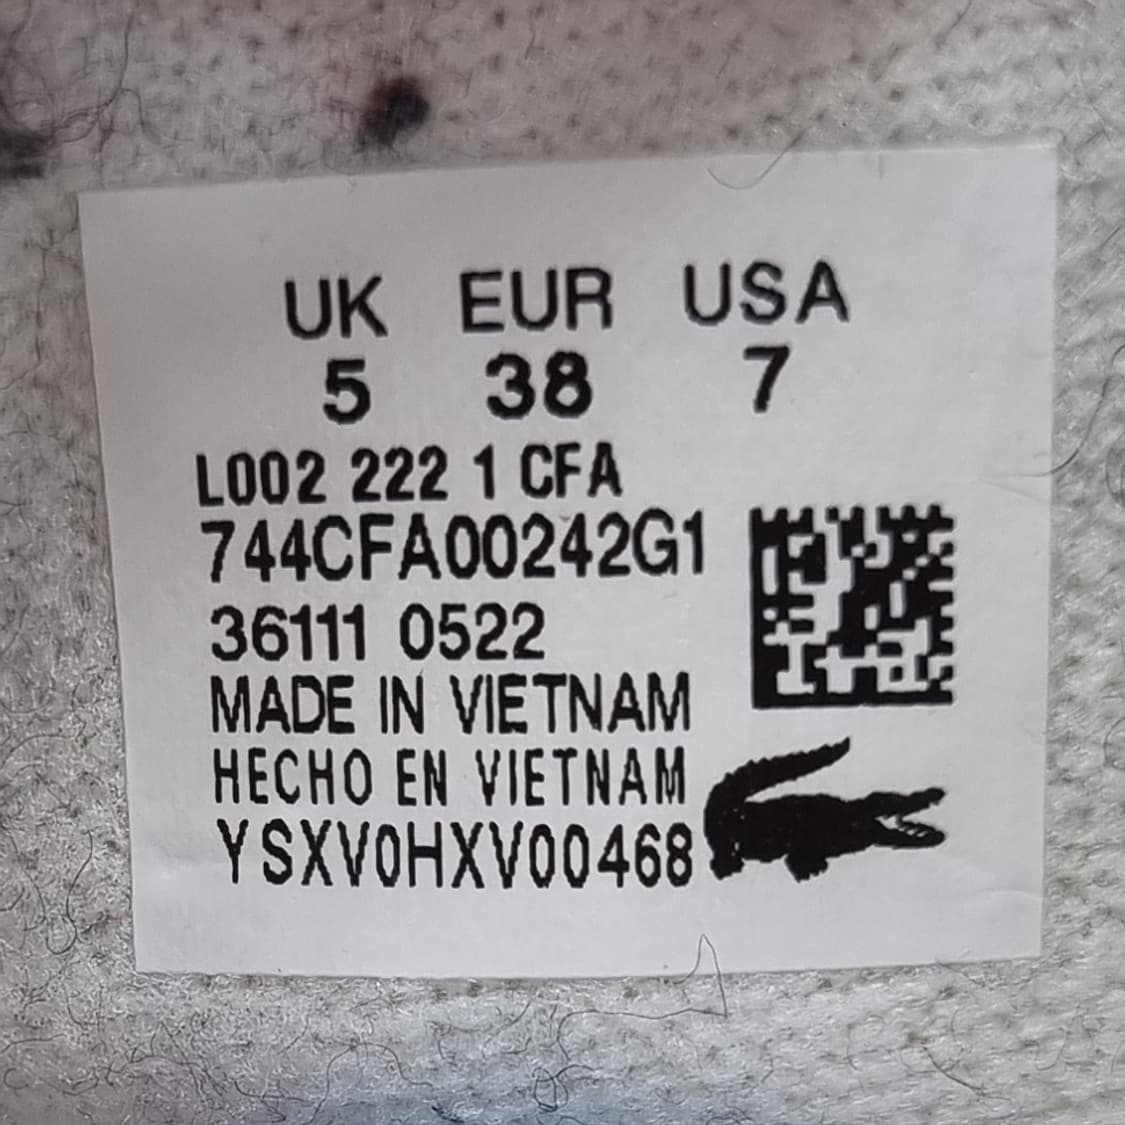 UK EUR USA
5 38 7
L002 222 1 CFA
744CFA00242G1
36111 0522
MADE IN VIETNAM
HECHO EN VIETNAM
YSXV0HXV00468